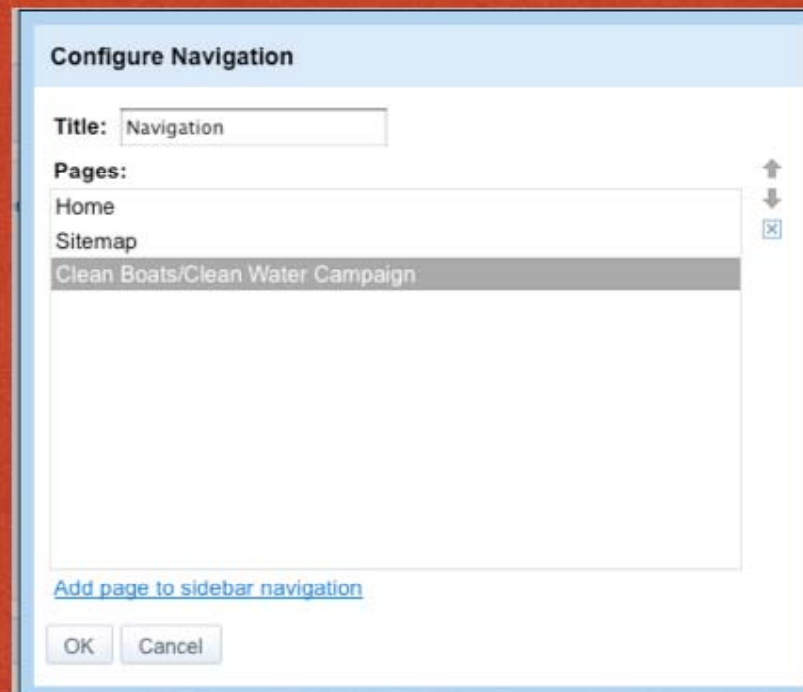 Configure Navigation
Title: Navigation
Pages:
Home
Sitemap
Clean Boats/Clean Water Campaign
Add page to sidebar navigation
OK Cancel